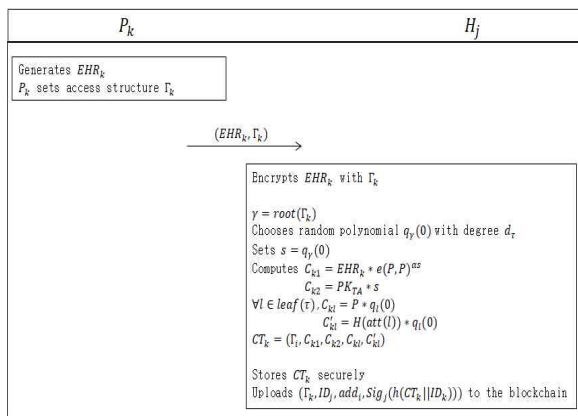 P_k
H_j
Generates EHR_k
P_k sets access structure Γ_k
(EHR_k, Γ_k)
Encrypts EHR_k with Γ_k
γ = root(Γ_k)
Chooses random polynomial q_γ(0) with degree d_τ
Sets s = q_γ(0)
Computes C_k1 = EHR_k * e(P, P)^αs
C_k2 = PK_TA * s
∀l ∈ leaf(τ), C_kl = P * q_l(0)
C'_kl = H(att(l)) * q_l(0)
CT_k = (Γ_i, C_k1, C_k2, C_kl, C'_kl)
Stores CT_k securely
Uploads (Γ_k, ID_j, add_i, Sig_j(h(CT_k||ID_k))) to the blockchain